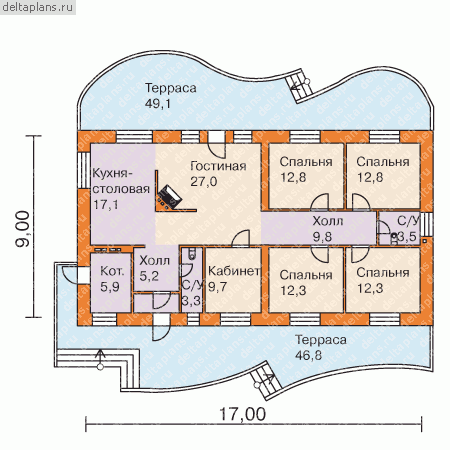 deltaplans.ru
Терраса
49,1
Гостиная
27,0
Кухня-
столовая
17,1
Спальня
12,8
Спальня
12,8
Холл
9,8
С/У
3,5
9,00
Кот.
5,9
Холл
5,2
С/У
3,3
Кабинет
9,7
Спальня
12,3
Спальня
12,3
Терраса
46,8
17,00